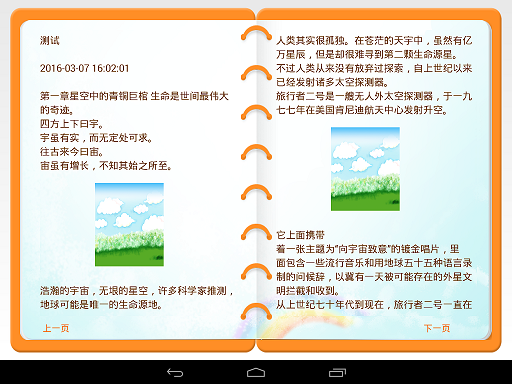 测试
2016-03-07 16:02:01
第一章星空中的青铜巨棺 生命是世间最伟大
的奇迹。
四方上下曰宇。
宇虽有实，而无定处可求。
往古来今曰宙。
宙虽有增长，不知其始之所至。
浩瀚的宇宙，无垠的星空，许多科学家推测，
地球可能是唯一的生命源地。
上一页
人类其实很孤独。在苍茫的天宇中，虽然有亿
万星辰，但是却很难寻到第二颗生命源星。
不过人类从来没有放弃过探索，自上世纪以来
已经发射诸多太空探测器。
旅行者二号是一艘无人外太空探测器，于一九
七七年在美国肯尼迪航天中心发射升空。
它上面携带
着一张主题为“向宇宙致意”的镀金唱片，里
面包含一些流行音乐和用地球五十五种语言录
制的问候辞，以冀有一天被可能存在的外星文
明拦截和收到。
从上世纪七十年代到现在，旅行者二号一直在
下一页